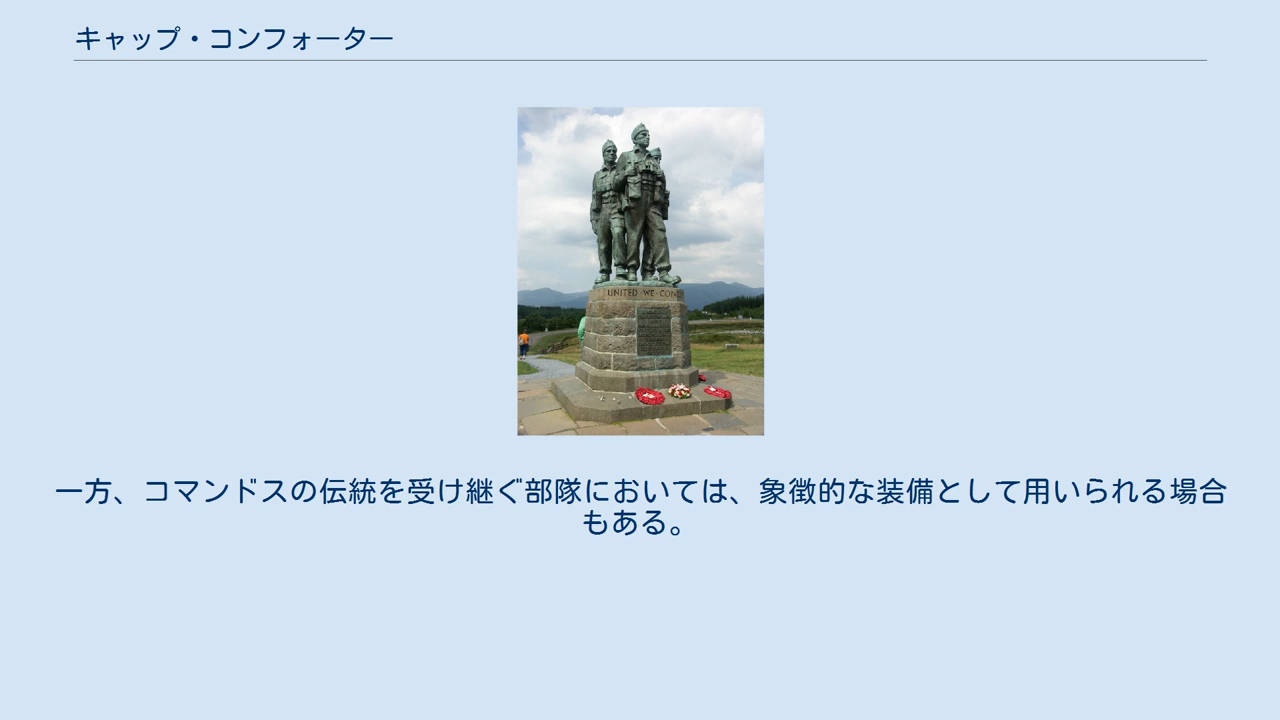 キャップ・コンフォーター
UNITED WE CON
一方、コマンドスの伝統を受け継ぐ部隊においては、象徴的な装備として用いられる場合
もある。